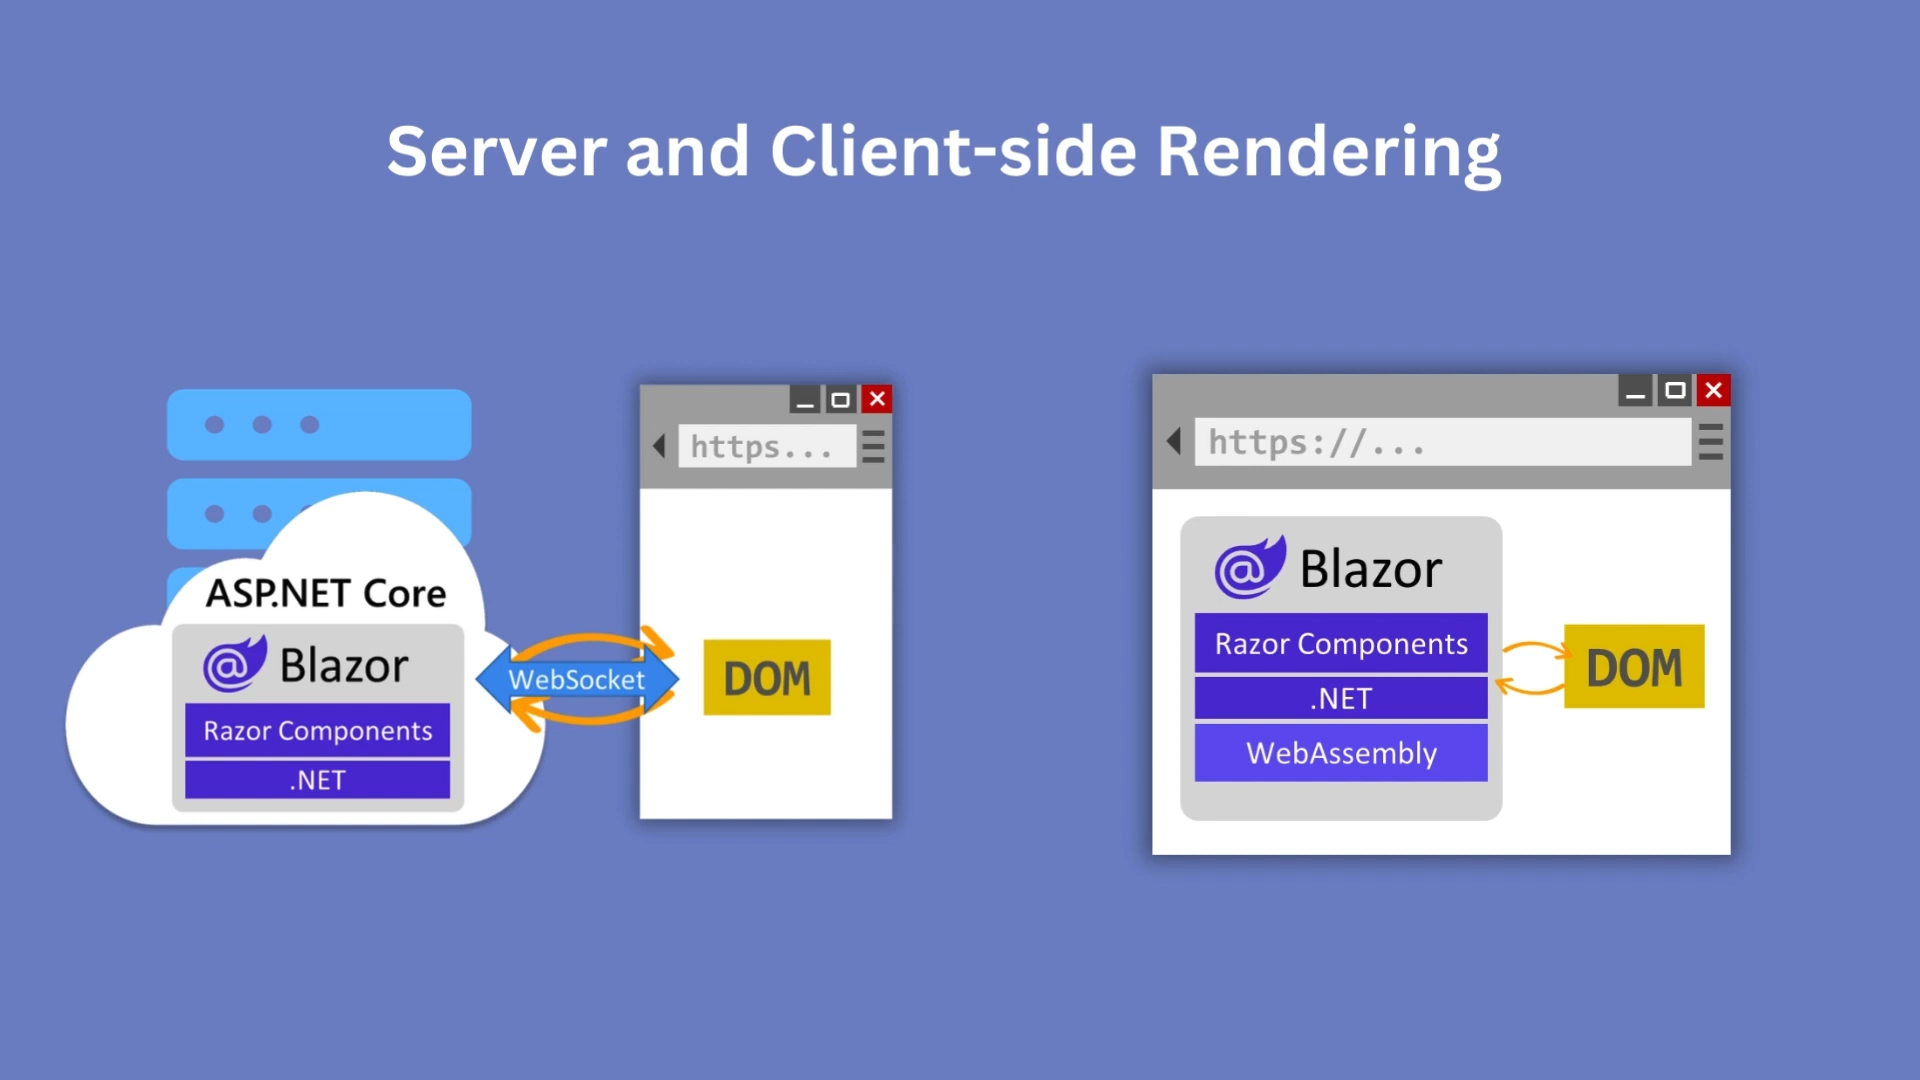 Server and Client-side Rendering
ASP.NET Core
@ Blazor
Razor Components
.NET
WebSocket
https...
DOM
https://...
@ Blazor
Razor Components
.NET
WebAssembly
DOM